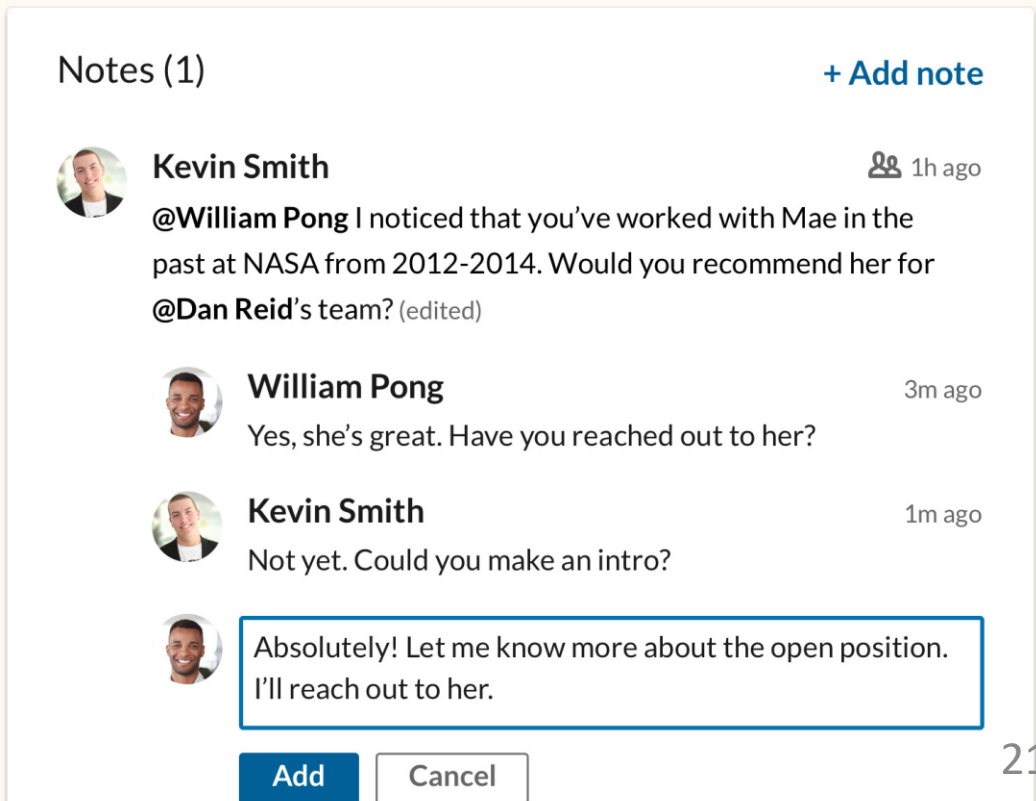 Notes (1)
+ Add note
Kevin Smith
1h ago
@William Pong I noticed that you’ve worked with Mae in the
past at NASA from 2012-2014. Would you recommend her for
@Dan Reid’s team? (edited)
William Pong
3m ago
Yes, she’s great. Have you reached out to her?
Kevin Smith
1m ago
Not yet. Could you make an intro?
Absolutely! Let me know more about the open position.
I’ll reach out to her.
Add
Cancel
21